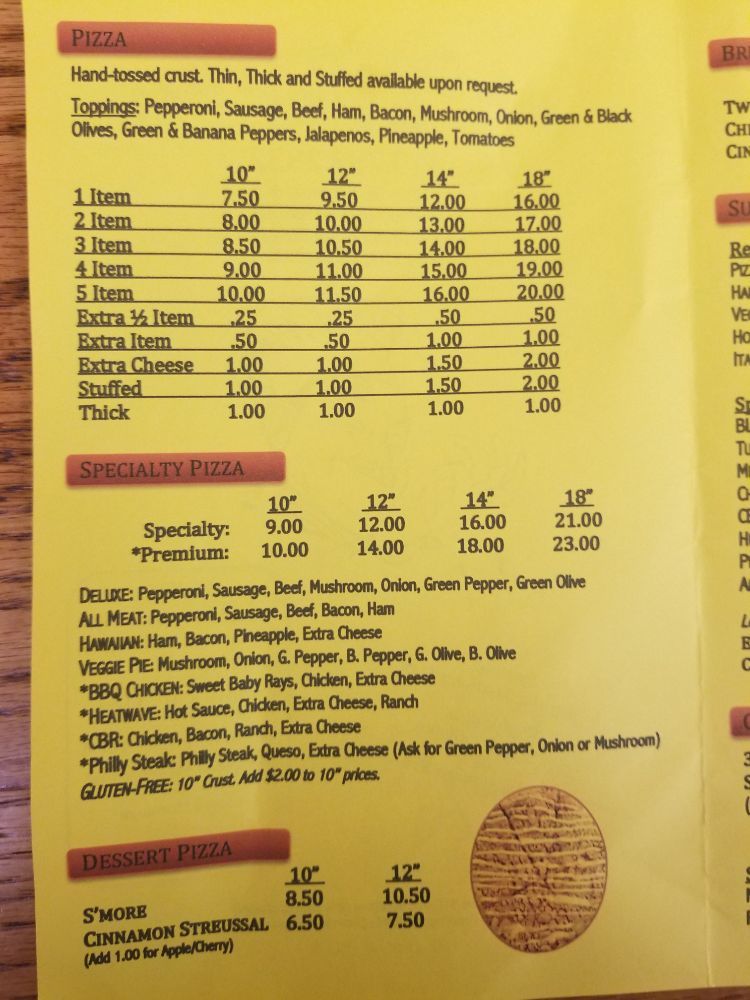 PIZZA
Hand-tossed crust. Thin, Thick and Stuffed available upon request.
Toppings: Pepperoni, Sausage, Beef, Ham, Bacon, Mushroom, Onion, Green & Black
Olives, Green & Banana Peppers, Jalapenos, Pineapple, Tomatoes
10" 12" 14" 18"
1 Item 7.50 9.50 12.00 16.00
2 Item 8.00 10.00 13.00 17.00
3 Item 8.50 10.50 14.00 18.00
4 Item 9.00 11.00 15.00 19.00
5 Item 10.00 11.50 16.00 20.00
Extra ½ Item .25 .25 .50 .50
Extra Item .50 .50 1.00 1.00
Extra Cheese 1.00 1.00 1.50 2.00
Stuffed 1.00 1.00 1.50 2.00
Thick 1.00 1.00 1.00 1.00
SPECIALTY PIZZA
10" 12" 14" 18"
Specialty: 9.00 12.00 16.00 21.00
*Premium: 10.00 14.00 18.00 23.00
DELUXE: Pepperoni, Sausage, Beef, Mushroom, Onion, Green Pepper, Green Olive
ALL MEAT: Pepperoni, Sausage, Beef, Bacon, Ham
HAWAIIAN: Ham, Bacon, Pineapple, Extra Cheese
VEGGIE PIE: Mushroom, Onion, G. Pepper, B. Pepper, G. Olive, B. Olive
*BBQ CHICKEN: Sweet Baby Rays, Chicken, Extra Cheese
*HEATWAVE: Hot Sauce, Chicken, Extra Cheese, Ranch
*CBR: Chicken, Bacon, Ranch, Extra Cheese
*Philly Steak: Philly Steak, Queso, Extra Cheese (Ask for Green Pepper, Onion or Mushroom)
GLUTEN-FREE: 10" Crust. Add $2.00 to 10" prices.
DESSERT PIZZA
10" 12"
S'MORE 8.50 10.50
CINNAMON STREUSSAL 6.50 7.50
(Add 1.00 for Apple/Cherry)